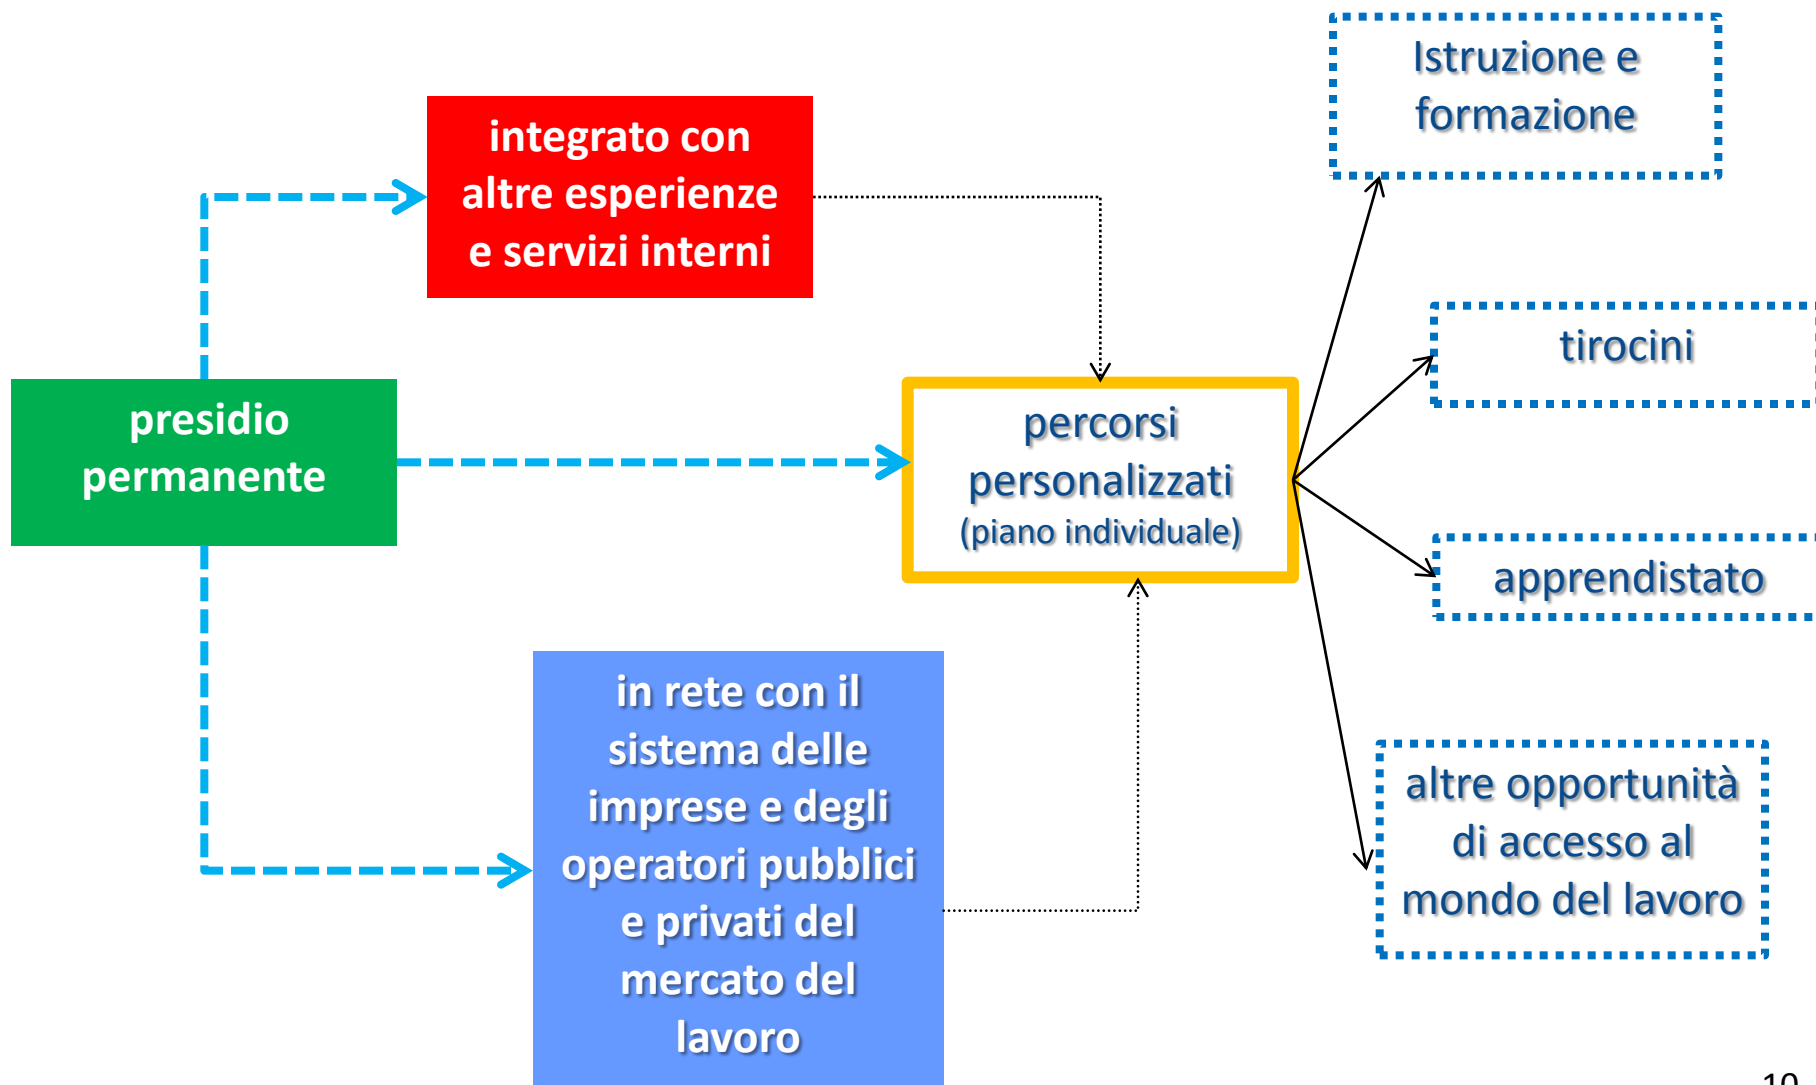 Istruzione e
formazione
integrato con
altre esperienze
e servizi interni
tirocini
presidio
permanente
percorsi
personalizzati
(piano individuale)
apprendistato
in rete con il
sistema delle
imprese e degli
operatori pubblici
e privati del
mercato del
lavoro
altre opportunità
di accesso al
mondo del lavoro
10